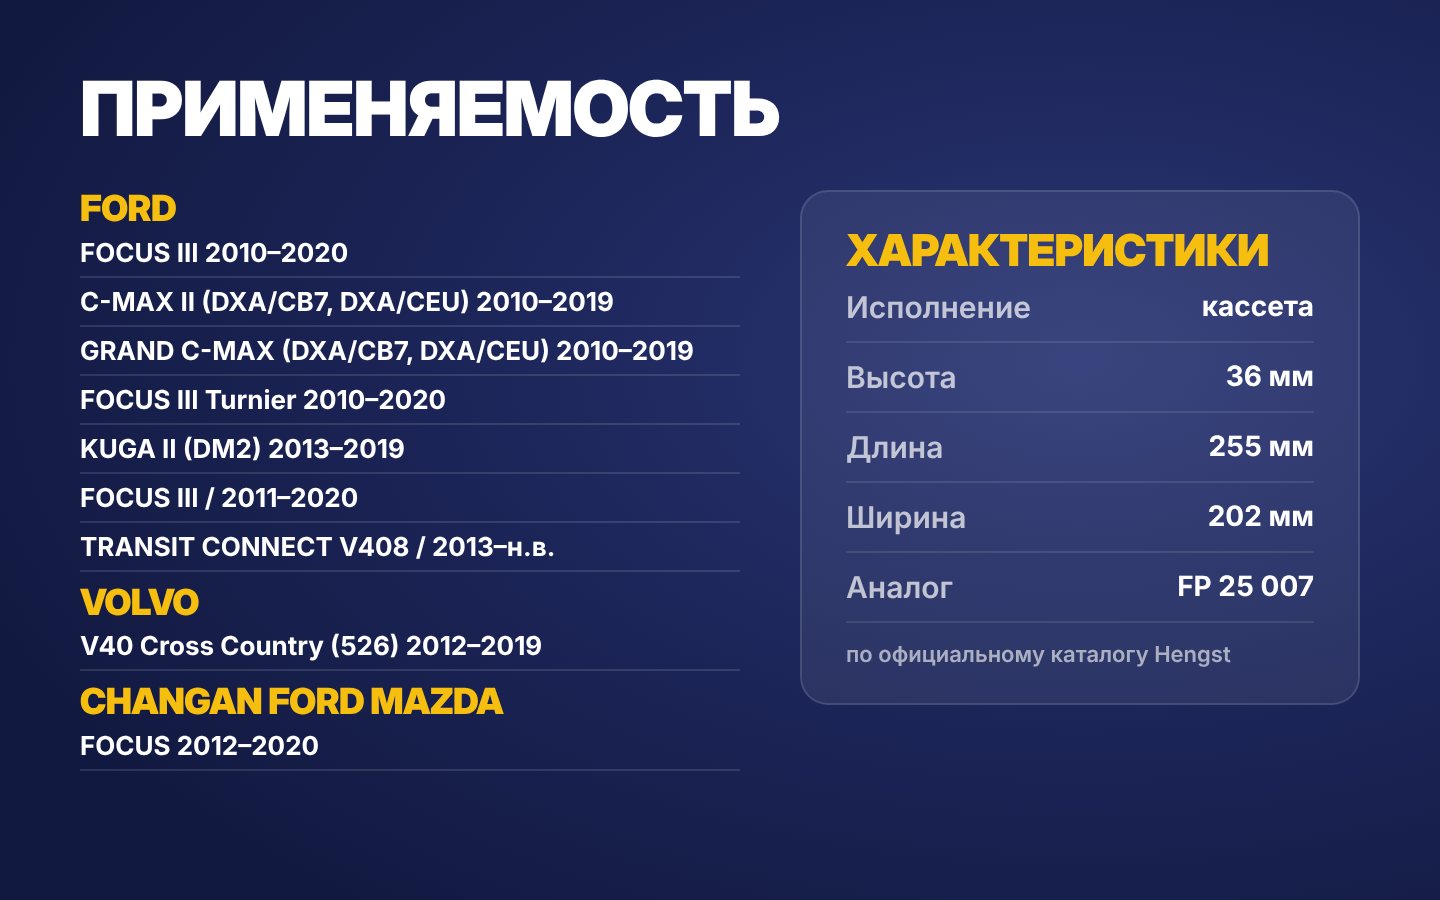 ПРИМЕНЯЕМОСТЬ
FORD
FOCUS III 2010–2020
C-MAX II (DXA/CB7, DXA/CEU) 2010–2019
GRAND C-MAX (DXA/CB7, DXA/CEU) 2010–2019
FOCUS III Turnier 2010–2020
KUGA II (DM2) 2013–2019
FOCUS III / 2011–2020
TRANSIT CONNECT V408 / 2013–н.в.
VOLVO
V40 Cross Country (526) 2012–2019
CHANGAN FORD MAZDA
FOCUS 2012–2020
ХАРАКТЕРИСТИКИ
Исполнение кассета
Высота 36 мм
Длина 255 мм
Ширина 202 мм
Аналог FP 25 007
по официальному каталогу Hengst